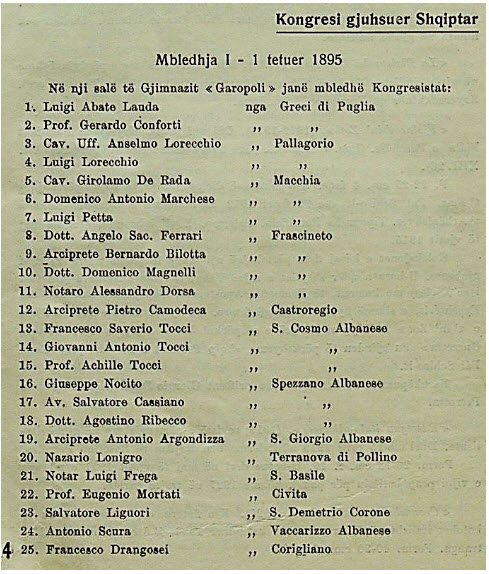 Kongresi gjuhsuer Shqiptar
Mbledhja I - 1 tetuer 1895
Në nji salë të Gjimnazit « Garopoli » janë mbledhë Kongresistat:
1. Luigi Abate Lauda nga Greci di Puglia
2. Prof. Gerardo Conforti ,, ,,
3. Cav. Uff. Anselmo Lorecchio ,, Pallagorio
4. Luigi Lorecchio ,, ,,
5. Cav. Girolamo De Rada ,, Macchia
6. Domenico Antonio Marchese ,, ,,
7. Luigi Petta ,, ,,
8. Dott. Angelo Sac. Ferrari ,, Frascineto
9. Arciprete Bernardo Bilotta ,, ,,
10. Dott. Domenico Magnelli ,, ,,
11. Notaro Alessandro Dorsa ,, ,,
12. Arciprete Pietro Camodeca ,, Castroregio
13. Francesco Saverio Tocci ,, S. Cosmo Albanese
14. Giovanni Antonio Tocci ,, ,,
15. Prof. Achille Tocci ,, ,,
16. Giuseppe Nocito ,, Spezzano Albanese
17. Av. Salvatore Cassiano ,, ,,
18. Dott. Agostino Ribecco ,, ,,
19. Arciprete Antonio Argondizza ,, S. Giorgio Albanese
20. Nazario Lonigro ,, Terranova di Pollino
21. Notar Luigi Frega ,, S. Basile
22. Prof. Eugenio Mortati ,, Civita
23. Salvatore Liguori ,, S. Demetrio Corone
24. Antonio Scura ,, Vaccarizzo Albanese
4 25. Francesco Drangosei ,, Corigliano